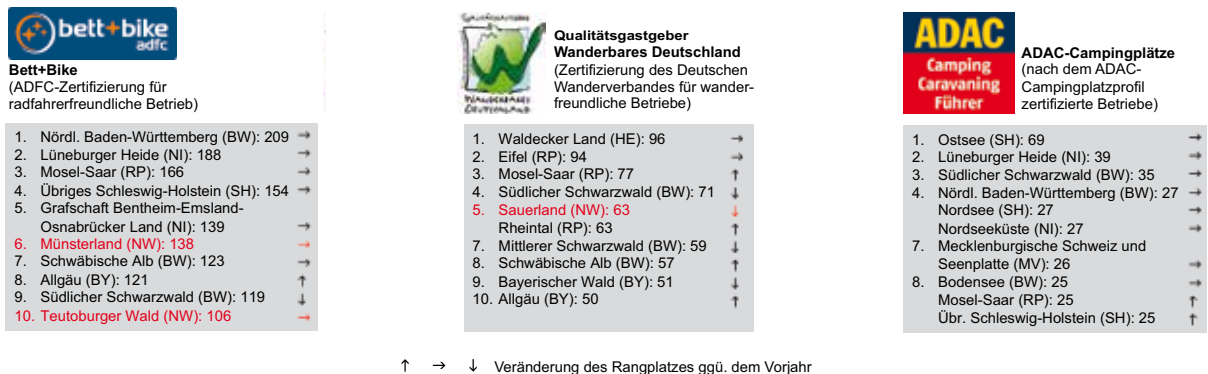 bett+bike
adfc
Bett+Bike
(ADFC-Zertifizierung für
radfahrerfreundliche Betrieb)
1. Nördl. Baden-Württemberg (BW): 209 →
2. Lüneburger Heide (NI): 188 →
3. Mosel-Saar (RP): 166 →
4. Übriges Schleswig-Holstein (SH): 154 →
5. Grafschaft Bentheim-Emsland-
Osnabrücker Land (NI): 139 →
6. Münsterland (NW): 138 →
7. Schwäbische Alb (BW): 123 →
8. Allgäu (BY): 121 ↑
9. Südlicher Schwarzwald (BW): 119 ↓
10. Teutoburger Wald (NW): 106 →
Qualitätsgastgeber
Wanderbares
Deutschland
Qualitätsgastgeber
Wanderbares Deutschland
(Zertifizierung des Deutschen
Wanderverbandes für wander-
freundliche Betriebe)
1. Waldecker Land (HE): 96 →
2. Eifel (RP): 94 →
3. Mosel-Saar (RP): 77 ↑
4. Südlicher Schwarzwald (BW): 71 ↓
5. Sauerland (NW): 63 ↓
Rheintal (RP): 63 ↑
7. Mittlerer Schwarzwald (BW): 59 ↓
8. Schwäbische Alb (BW): 57 ↑
9. Bayerischer Wald (BY): 51 ↓
10. Allgäu (BY): 50 ↑
ADAC
Camping
Caravaning
Führer
ADAC-Campingplätze
(nach dem ADAC-
Campingplatzprofil
zertifizierte Betriebe)
1. Ostsee (SH): 69 →
2. Lüneburger Heide (NI): 39 →
3. Südlicher Schwarzwald (BW): 35 →
4. Nördl. Baden-Württemberg (BW): 27 →
Nordsee (SH): 27 →
Nordseeküste (NI): 27 →
7. Mecklenburgische Schweiz und
Seenplatte (MV): 26 →
8. Bodensee (BW): 25 →
Mosel-Saar (RP): 25 ↑
Übr. Schleswig-Holstein (SH): 25 ↑
↑ → ↓ Veränderung des Rangplatzes ggü. dem Vorjahr